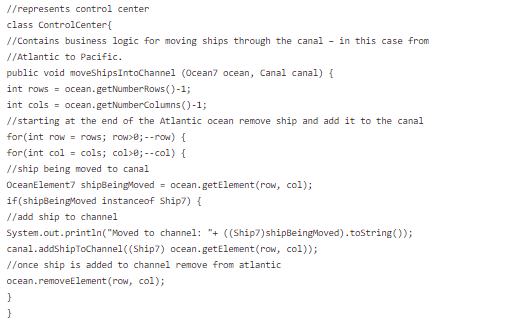 //represents control center
class ControlCenter{
//Contains business logic for moving ships through the canal – in this case from
//Atlantic to Pacific.
public void moveShipsIntoChannel (Ocean7 ocean, Canal canal) {
int rows = ocean.getNumberRows()-1;
int cols = ocean.getNumberColumns()-1;
//starting at the end of the Atlantic ocean remove ship and add it to the canal
for(int row = rows; row>0;--row) {
for(int col = cols; col>0;--col) {
//ship being moved to canal
OceanElement7 shipBeingMoved = ocean.getElement(row, col);
if(shipBeingMoved instanceof Ship7) {
//add ship to channel
System.out.println("Moved to channel: "+ ((Ship7)shipBeingMoved).toString());
canal.addShipToChannel((Ship7) ocean.getElement(row, col));
//once ship is added to channel remove from atlantic
ocean.removeElement(row, col);
}
}